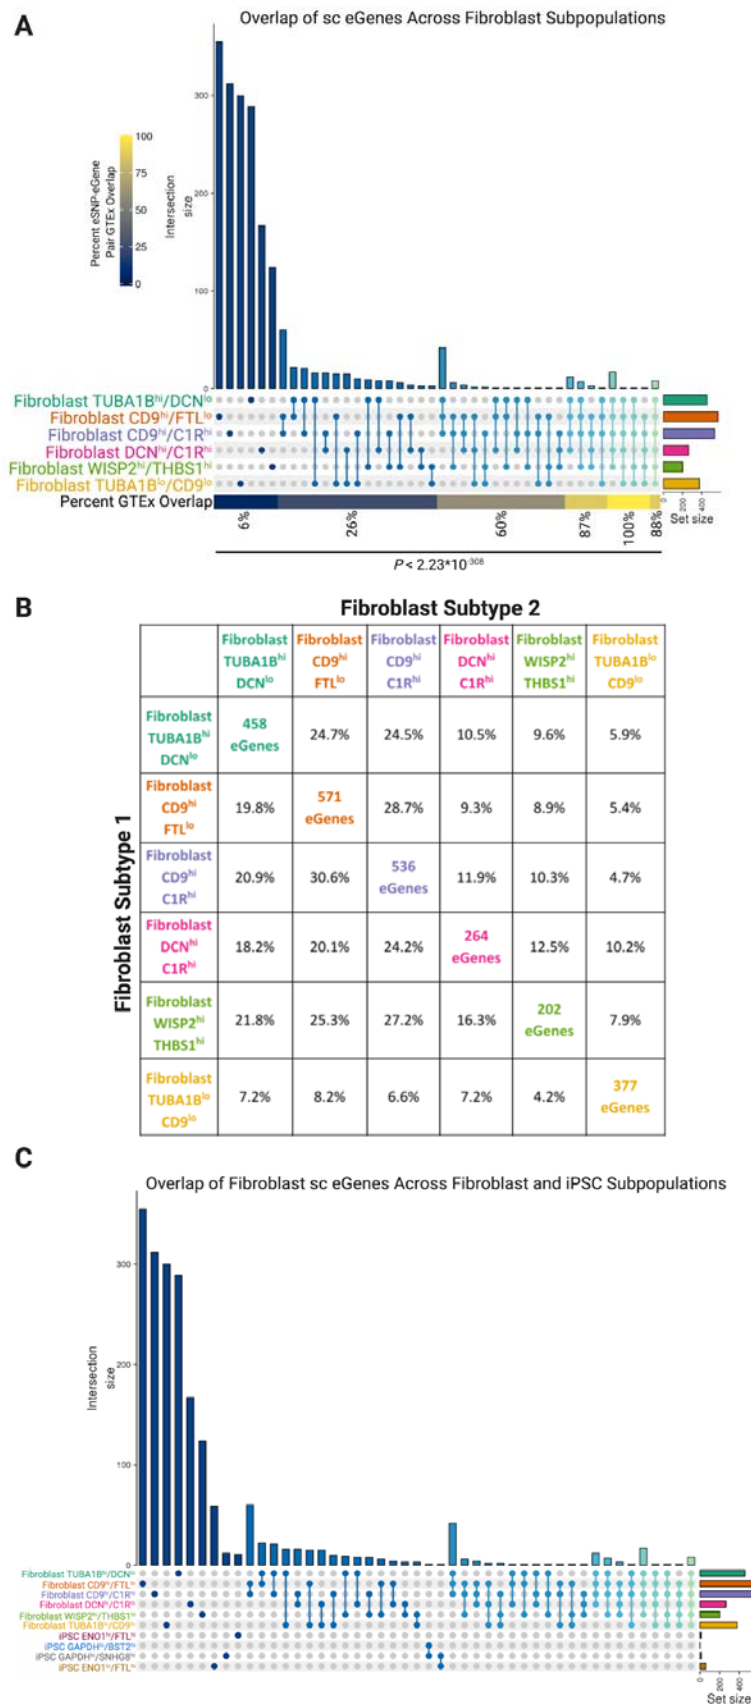 A
Overlap of sc eGenes Across Fibroblast Subpopulations
300
200
100
0
Intersection
size
Percent eSNP-eGene
Pair GTEx Overlap
100
75
50
25
0
Fibroblast TUBA1Bhi/DCNlo
Fibroblast CD9hi/FTLlo
Fibroblast CD9hi/C1Rhi
Fibroblast DCNhi/C1Rhi
Fibroblast WISP2hi/THBS1hi
Fibroblast TUBA1Blo/CD9lo
Percent GTEx Overlap
0 200 400
Set size
6% 26% 60% 87% 100% 88%
P < 2.23*10-308
B
Fibroblast Subtype 2
Fibroblast Subtype 1
Fibroblast Fibroblast Fibroblast Fibroblast Fibroblast Fibroblast
TUBA1Bhi CD9hi CD9hi DCNhi WISP2hi TUBA1Blo
DCNlo FTLlo C1Rhi C1Rhi THBS1hi CD9lo
Fibroblast TUBA1Bhi DCNlo 458 eGenes 24.7% 24.5% 10.5% 9.6% 5.9%
Fibroblast CD9hi FTLlo 19.8% 571 eGenes 28.7% 9.3% 8.9% 5.4%
Fibroblast CD9hi C1Rhi 20.9% 30.6% 536 eGenes 11.9% 10.3% 4.7%
Fibroblast DCNhi C1Rhi 18.2% 20.1% 24.2% 264 eGenes 12.5% 10.2%
Fibroblast WISP2hi THBS1hi 21.8% 25.3% 27.2% 16.3% 202 eGenes 7.9%
Fibroblast TUBA1Blo CD9lo 7.2% 8.2% 6.6% 7.2% 4.2% 377 eGenes
C
Overlap of Fibroblast sc eGenes Across Fibroblast and iPSC Subpopulations
300
200
100
0
Intersection
size
Fibroblast TUBA1Bhi/DCNlo
Fibroblast CD9hi/FTLlo
Fibroblast CD9hi/C1Rhi
Fibroblast DCNhi/C1Rhi
Fibroblast WISP2hi/THBS1hi
Fibroblast TUBA1Blo/CD9lo
iPSC
iPSC
iPSC
iPSC
0 200 400
Set size